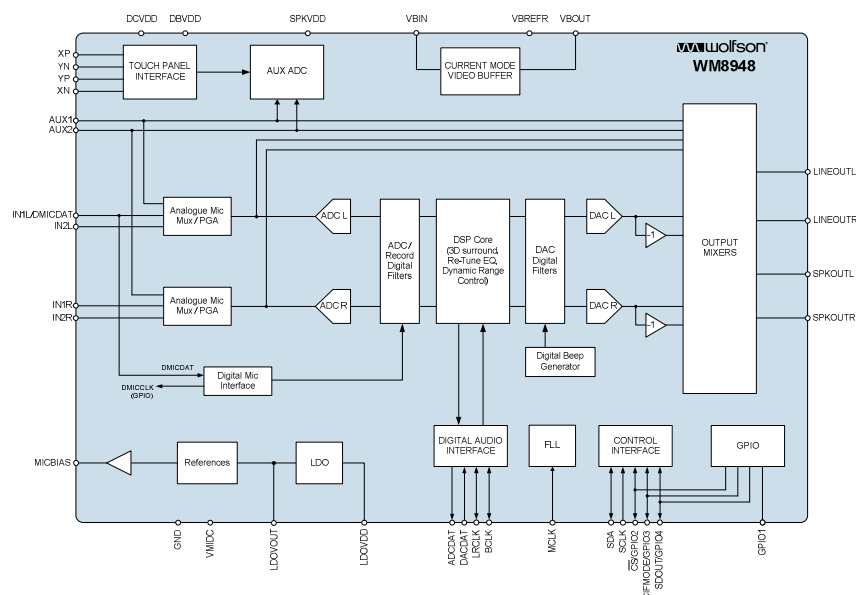 DCVDD
DBVDD
SPKVDD
VBIN
VBREFR
VBOUT
wolfson
WM8948
XP
YN
YP
XN
TOUCH PANEL
INTERFACE
AUX ADC
CURRENT MODE
VIDEO BUFFER
AUX1
AUX2
LINEOUTL
IN1L/DMICDAT
IN2L
Analogue Mic
Mux / PGA
ADC L
ADC /
Record
Digital
Filters
DSP Core
(3D surround,
Re-Tune EQ,
Dynamic Range
Control)
DAC
Digital
Filters
DAC L
-1
OUTPUT
MIXERS
LINEOUTR
SPKOUTL
IN1R
IN2R
Analogue Mic
Mux / PGA
ADC R
DAC R
-1
SPKOUTR
Digital Beep
Generator
DMICDAT
DMICCLK
(GPIO)
Digital Mic
Interface
MICBIAS
References
LDO
DIGITAL AUDIO
INTERFACE
FLL
CONTROL
INTERFACE
GPIO
GND
VMIDC
LDOVOUT
LDOVDD
ADCDAT
DACDAT
LRCLK
BCLK
MCLK
SDA
SCLK
CS/GPIO2
CIFMODE/GPIO3
SDOUT/GPIO4
GPIO1